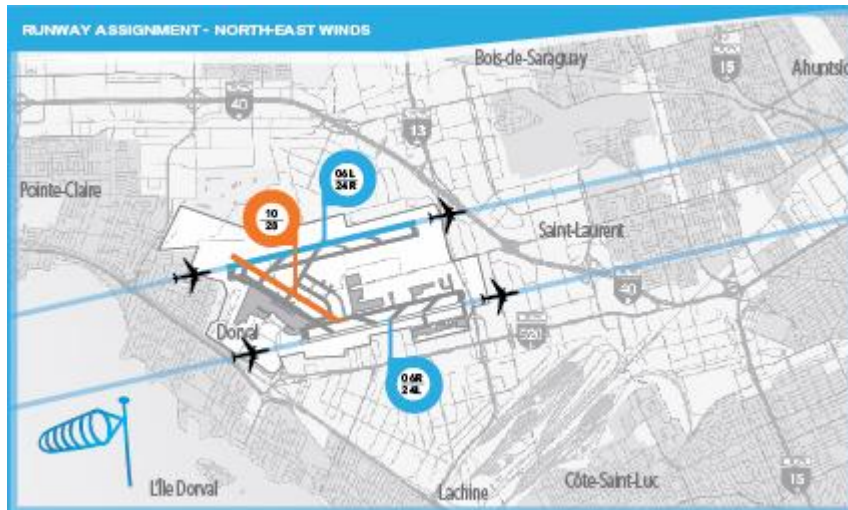 RUNWAY ASSIGNMENT - NORTH-EAST WINDS
Bois-de-Saraguay
15
Ahuntsic
40
13
06L
24R
Pointe-Claire
10
28
Saint-Laurent
40
Dorval
520
06R
24L
L'Île Dorval
Lachine
Côte-Saint-Luc
15